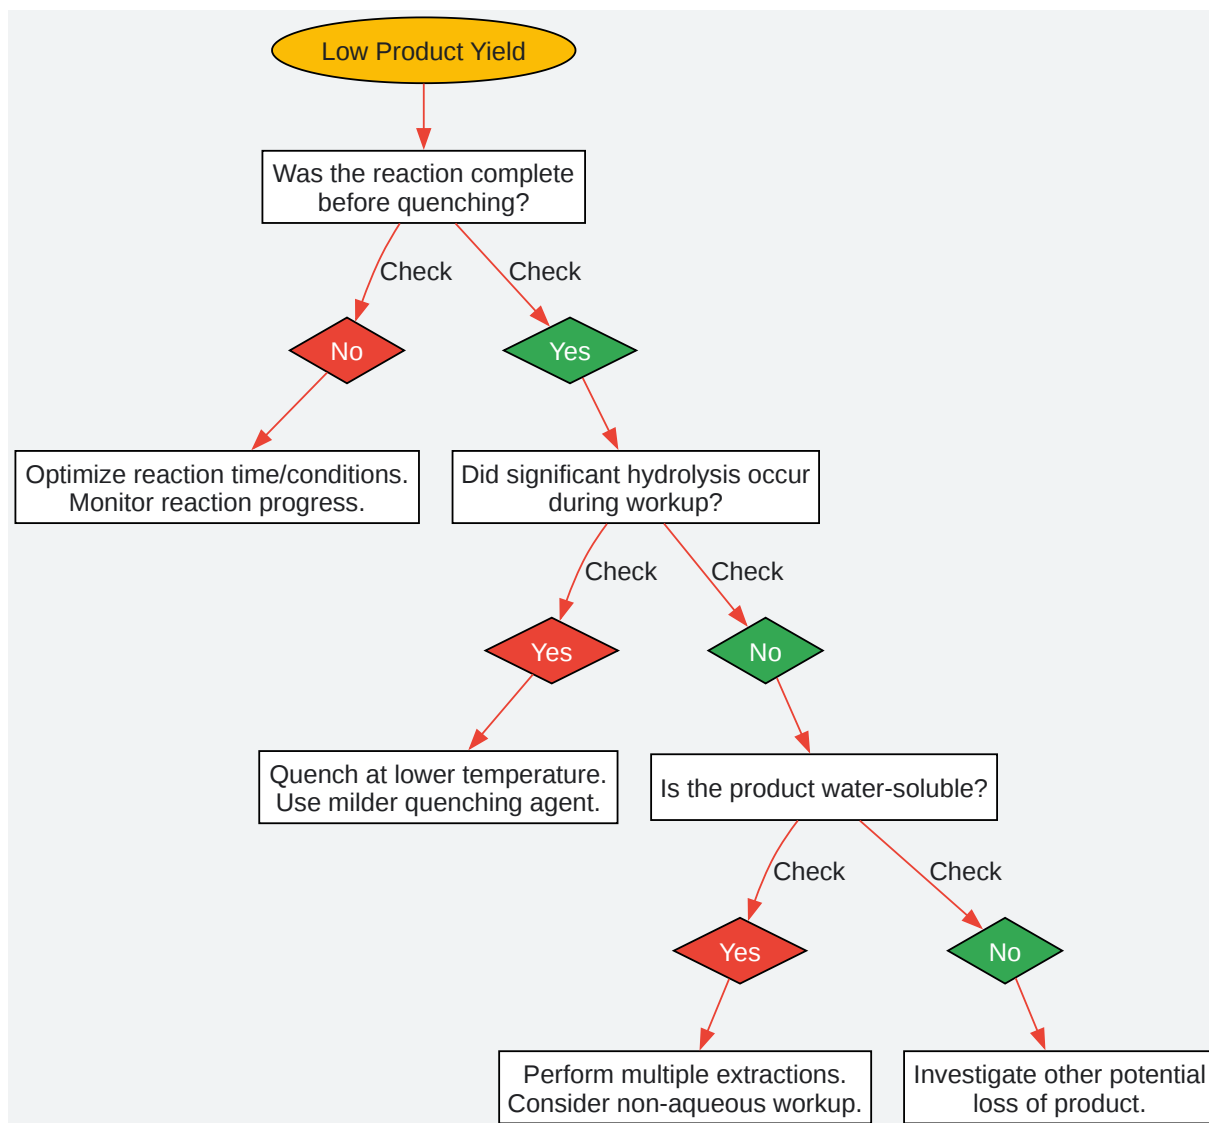 Low Product Yield
Was the reaction complete
before quenching?
Check
Check
No
Yes
Optimize reaction time/conditions.
Monitor reaction progress.
Did significant hydrolysis occur
during workup?
Check
Check
Yes
No
Quench at lower temperature.
Use milder quenching agent.
Is the product water-soluble?
Check
Check
Yes
No
Perform multiple extractions.
Consider non-aqueous workup.
Investigate other potential
loss of product.